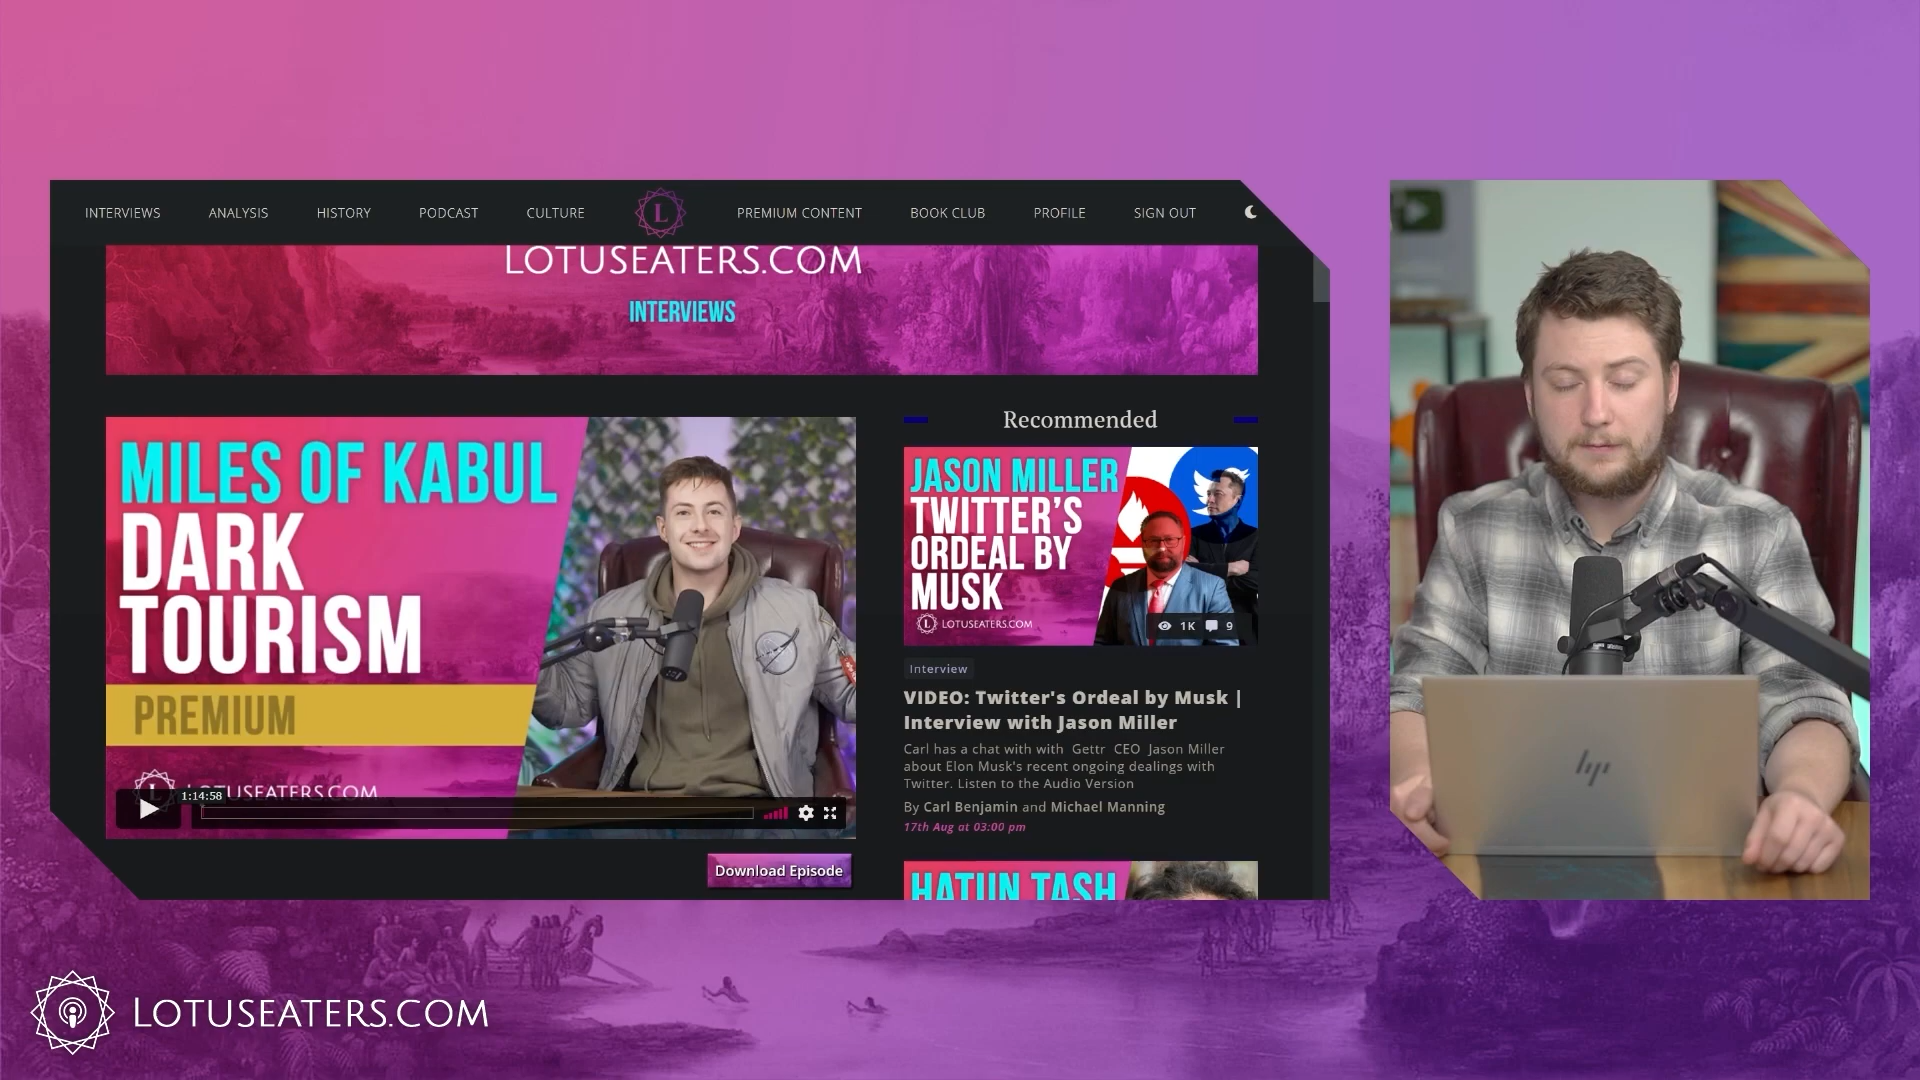 INTERVIEWS ANALYSIS HISTORY PODCAST CULTURE L PREMIUM CONTENT BOOK CLUB PROFILE SIGN OUT
LOTUSEATERS.COM
INTERVIEWS
MILES OF KABUL
DARK
TOURISM
PREMIUM
L LOTUSEATERS.COM
1:14:58
Download Episode
Recommended
JASON MILLER
TWITTER'S
ORDEAL BY
MUSK
L LOTUSEATERS.COM
1K 9
Interview
VIDEO: Twitter's Ordeal by Musk |
Interview with Jason Miller
Carl has a chat with with Gettr CEO Jason Miller
about Elon Musk's recent ongoing dealings with
Twitter. Listen to the Audio Version
By Carl Benjamin and Michael Manning
17th Aug at 03:00 pm
HATUN TASH
hp
LOTUSEATERS.COM